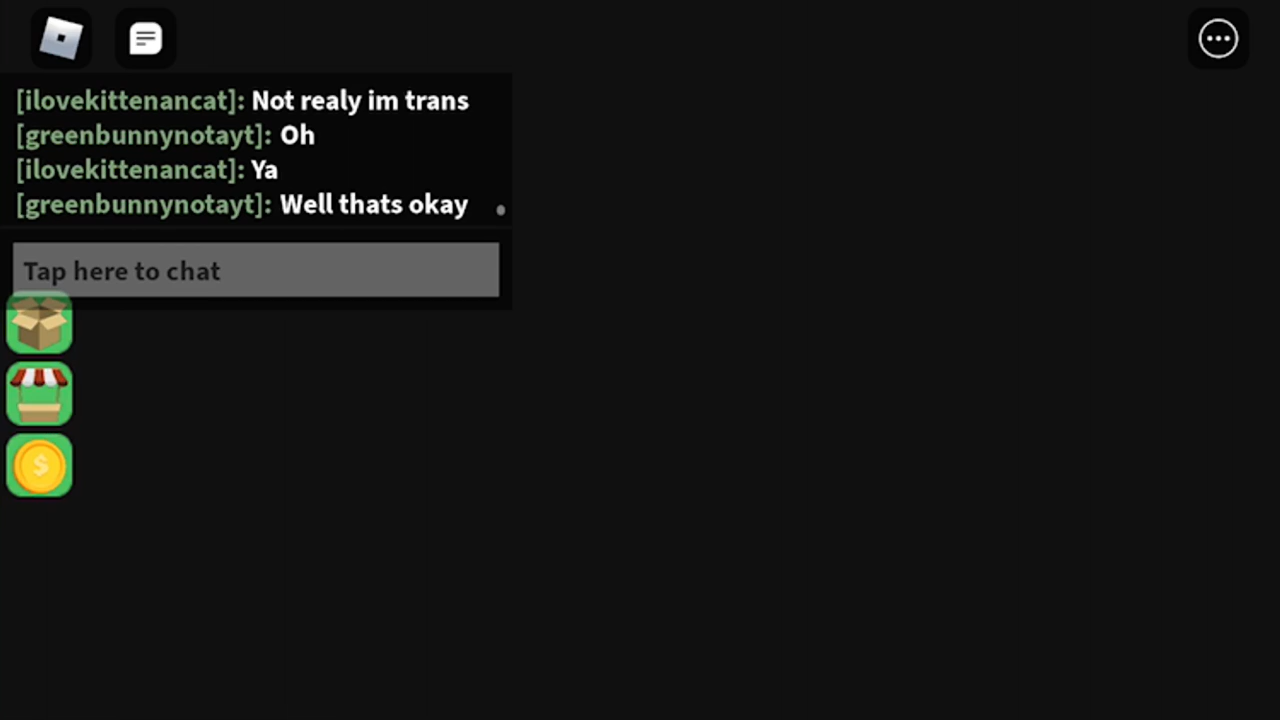 [ilovekittenancat]: Not realy im trans
[greenbunnynotayt]: Oh
[ilovekittenancat]: Ya
[greenbunnynotayt]: Well thats okay
Tap here to chat
$